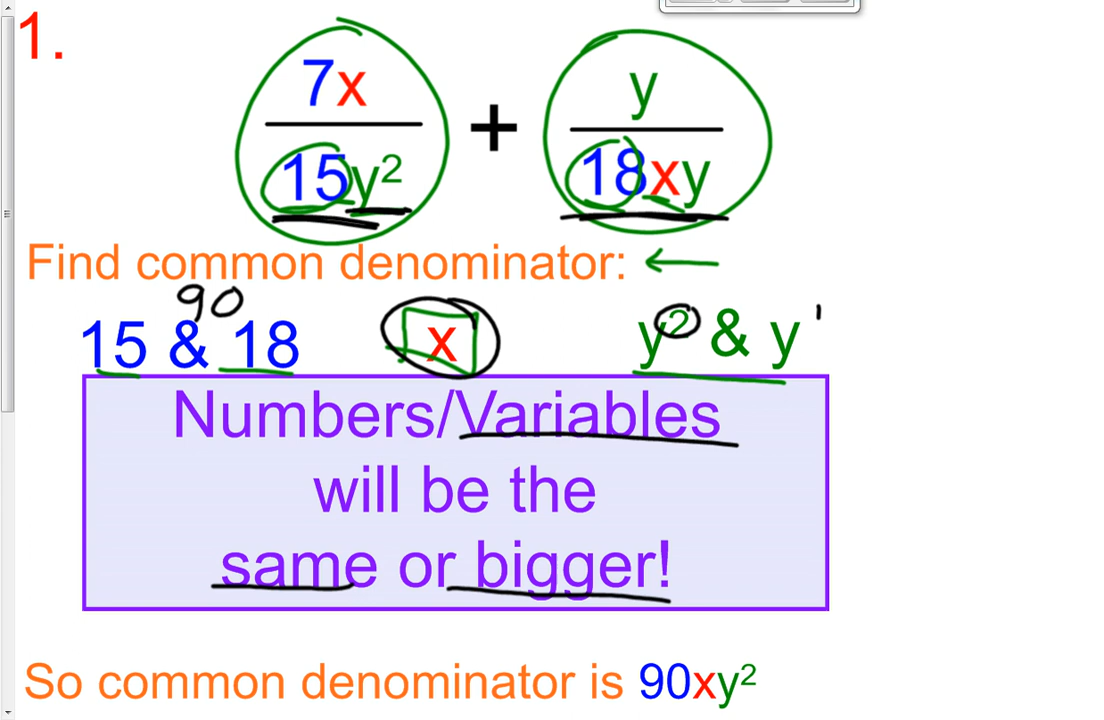 1.
7x
y
+
15y²
18xy
Find common denominator: ←
90
15 & 18 x y² & y '
Numbers/Variables
will be the
same or bigger!
So common denominator is 90xy²